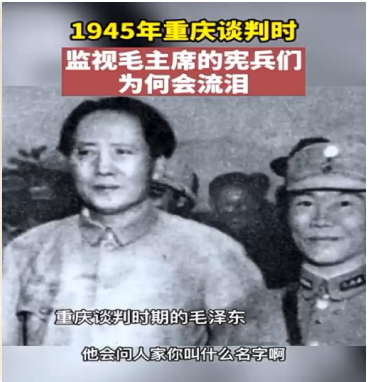 1945年重庆谈判时
监视毛主席的宪兵们
为何会流泪
重庆谈判时期的毛泽东
他会问人家你叫什么名字啊